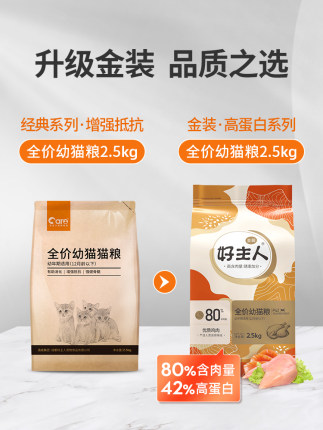 升级金装 品质之选
经典系列·增强抵抗
全价幼猫粮2.5kg
金装·高蛋白系列
全价幼猫粮2.5kg
Care
全价幼猫猫粮
好主人
80%
全价幼猫粮
2.5kg
80%含肉量
42%高蛋白